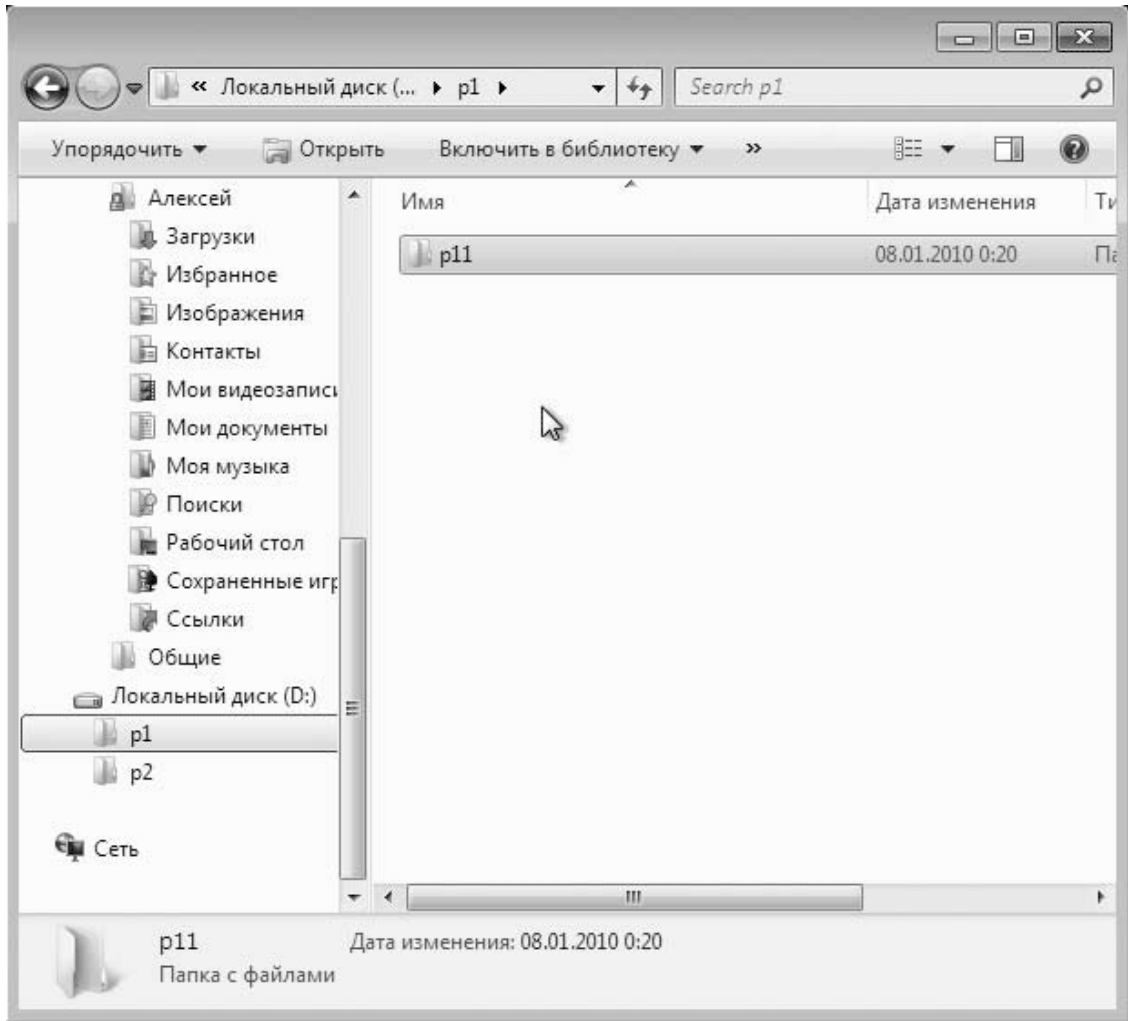 « Локальный диск (... p1
Search p1
Упорядочить Открыть Включить в библиотеку »
Алексей
Загрузки
Избранное
Изображения
Контакты
Мои видеозаписи
Мои документы
Моя музыка
Поиски
Рабочий стол
Сохраненные игр
Ссылки
Общие
Локальный диск (D:)
p1
p2
Сеть
Имя Дата изменения Ти
p11 08.01.2010 0:20 Па
p11 Дата изменения: 08.01.2010 0:20
Папка с файлами